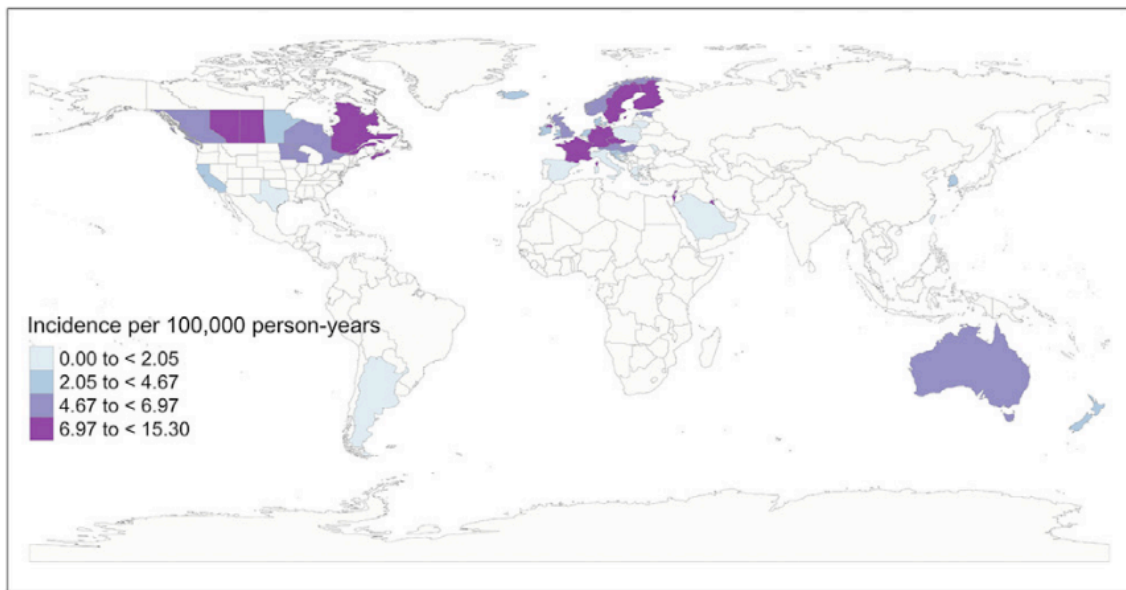 Incidence per 100,000 person-years
0.00 to < 2.05
2.05 to < 4.67
4.67 to < 6.97
6.97 to < 15.30